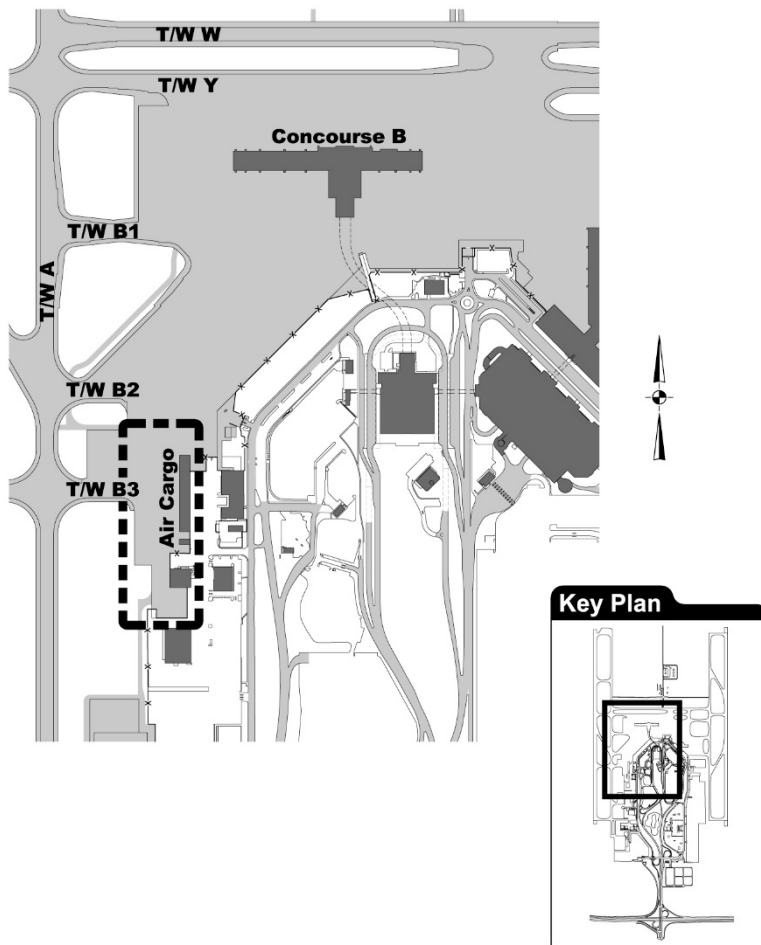 T/W W
T/W Y
Concourse B
T/W B1
T/W A
T/W B2
T/W B3
Air Cargo
Key Plan